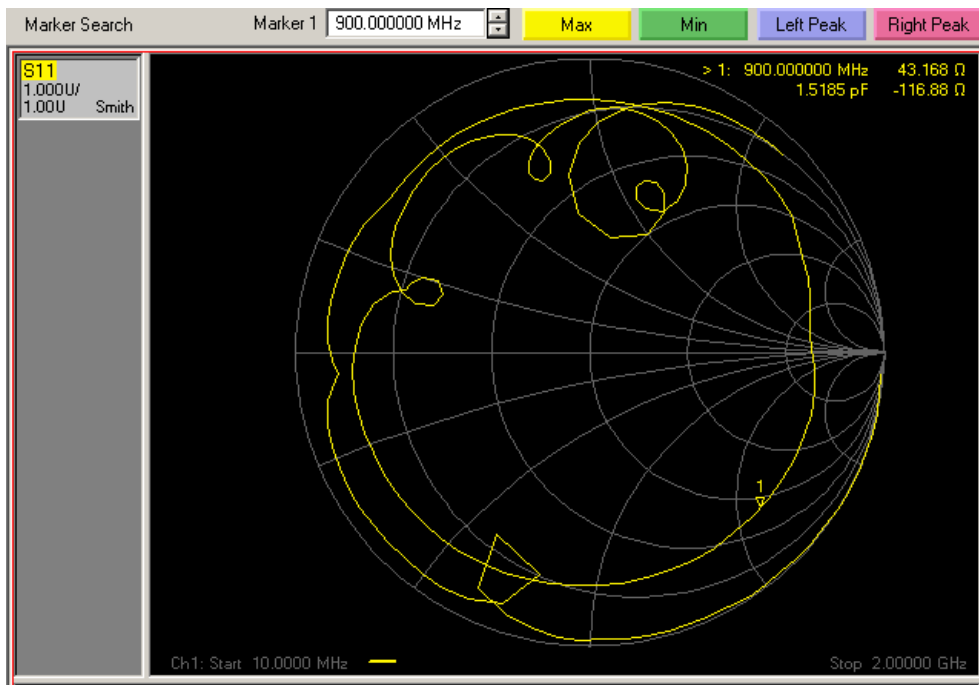 Marker Search Marker 1 900.000000 MHz Max Min Left Peak Right Peak
S11
1.000U/
1.00U Smith
> 1: 900.000000 MHz 43.168 Ω
1.5185 pF -116.88 Ω
1
Ch1: Start 10.0000 MHz Stop 2.00000 GHz